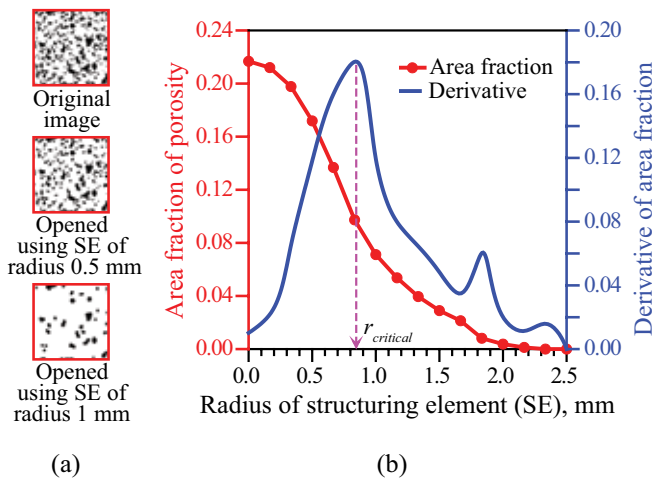 Original
image
Opened
using SE of
radius 0.5 mm
Opened
using SE of
radius 1 mm
(a)
Area fraction of porosity
0.24
0.20
0.16
0.12
0.08
0.04
0.00
Area fraction
Derivative
r critical
0.20
0.16
0.12
0.08
0.04
0.00
Derivative of area fraction
0.0 0.5 1.0 1.5 2.0 2.5
Radius of structuring element (SE), mm
(b)